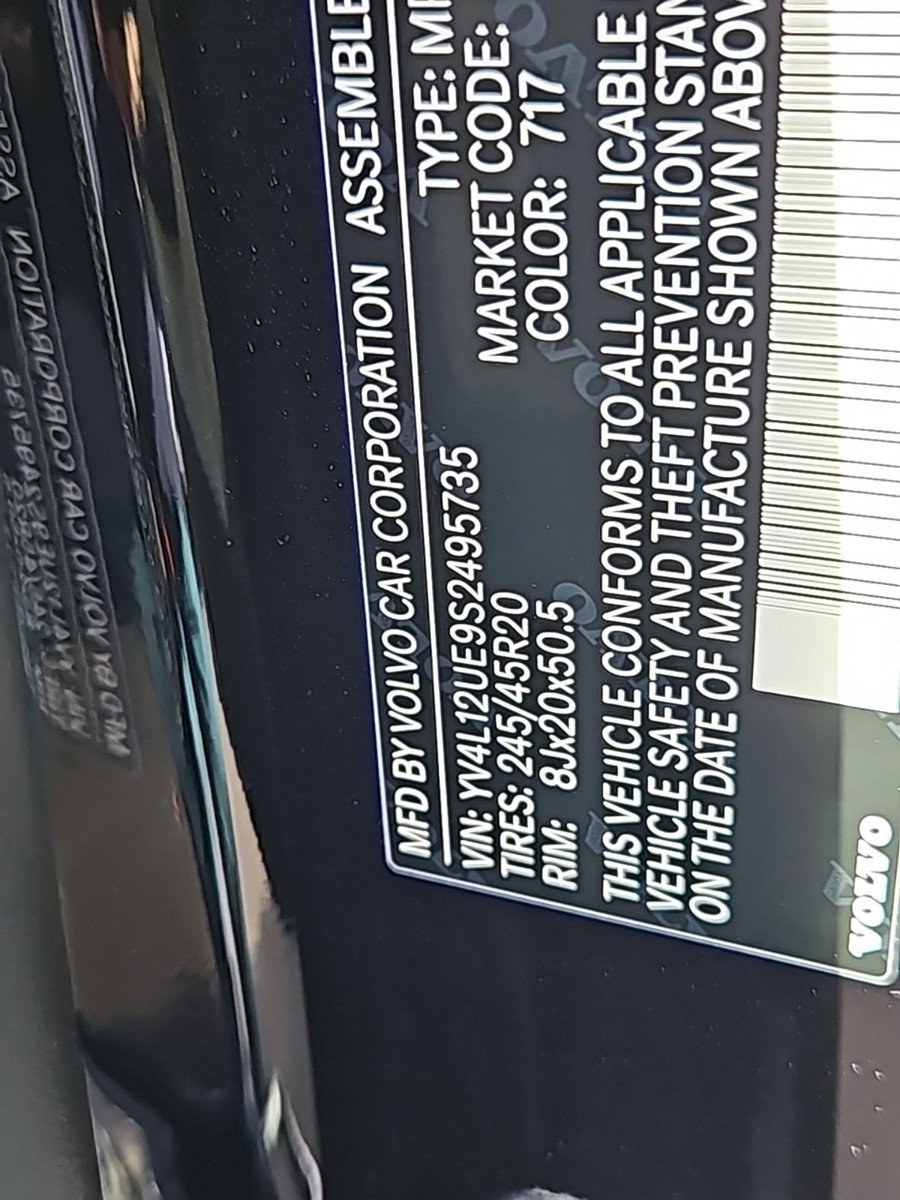 MFD BY VOLVO CAR CORPORATION ASSEMBLE
VIN: YV4L12UE9S2495735 TYPE: MP
TIRES: 245/45R20 MARKET CODE:
RIM: 8Jx20x50.5 COLOR: 717
THIS VEHICLE CONFORMS TO ALL APPLICABLE
VEHICLE SAFETY AND THEFT PREVENTION STAN
ON THE DATE OF MANUFACTURE SHOWN ABOV
VOLVO